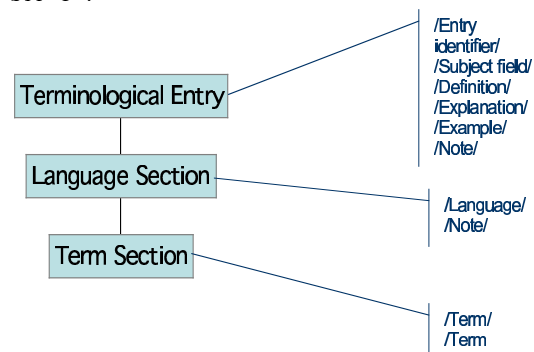 Terminological Entry
/Entry
identifier/
/Subject field/
/Definition/
/Explanation/
/Example/
/Note/
Language Section
/Language/
/Note/
Term Section
/Term/
/Term